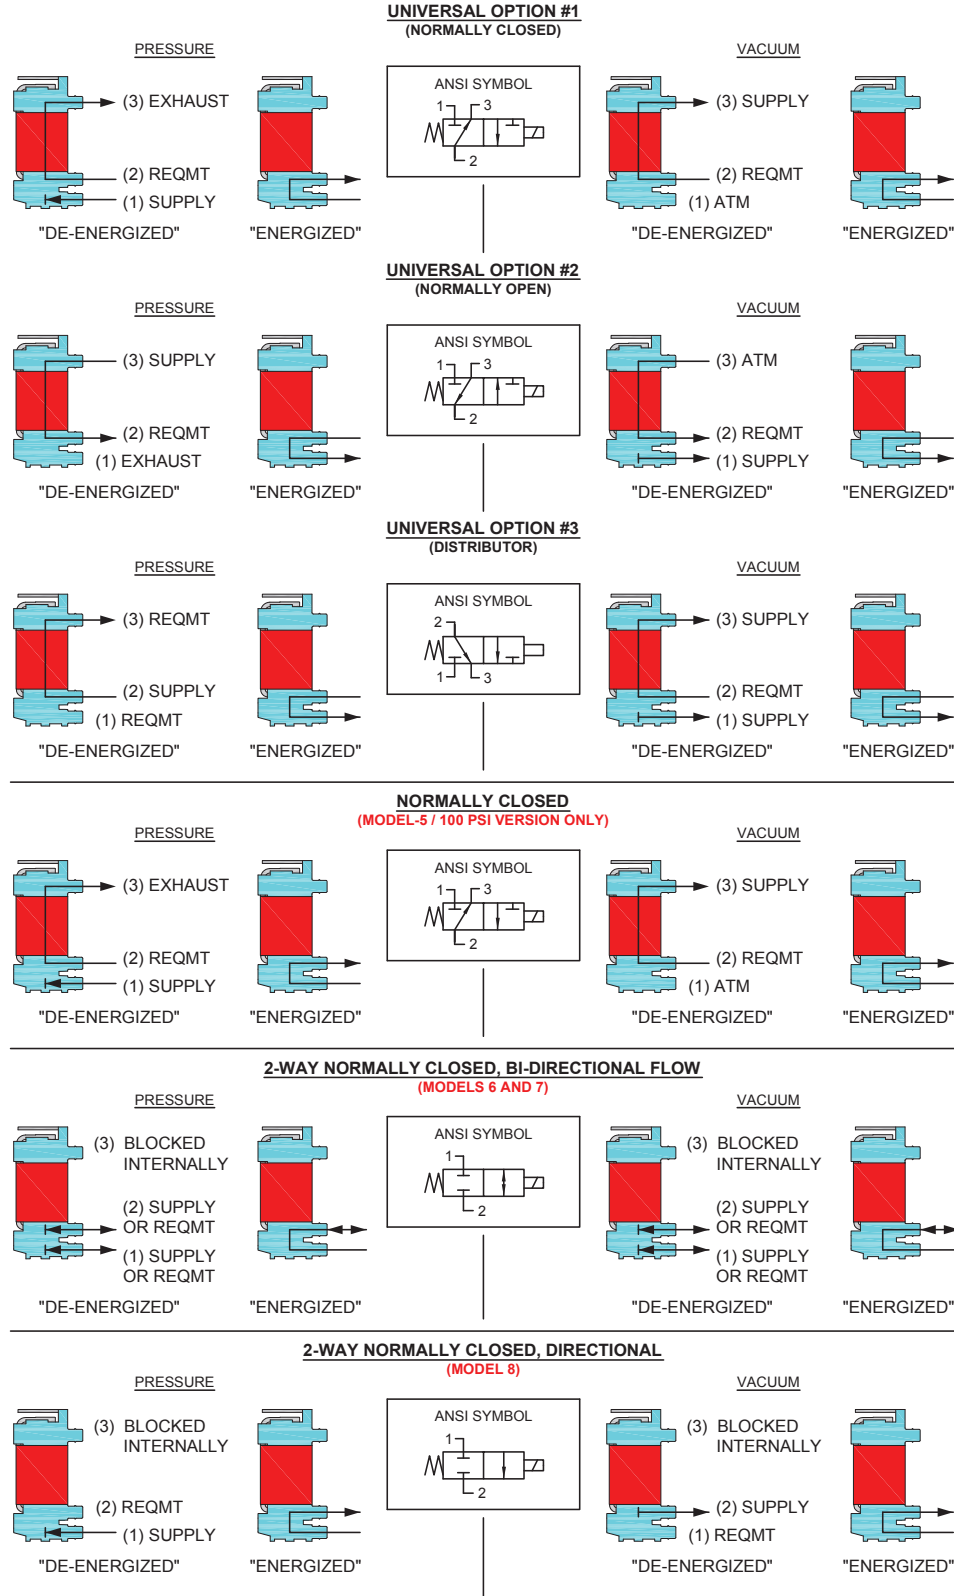 UNIVERSAL OPTION #1
(NORMALLY CLOSED)
PRESSURE
VACUUM
ANSI SYMBOL
1
3
2
(3) EXHAUST
(2) REQMT
(1) SUPPLY
"DE-ENERGIZED"
"ENERGIZED"
(3) SUPPLY
(2) REQMT
(1) ATM
"DE-ENERGIZED"
"ENERGIZED"
UNIVERSAL OPTION #2
(NORMALLY OPEN)
PRESSURE
VACUUM
ANSI SYMBOL
1
3
2
(3) SUPPLY
(2) REQMT
(1) EXHAUST
"DE-ENERGIZED"
"ENERGIZED"
(3) ATM
(2) REQMT
(1) SUPPLY
"DE-ENERGIZED"
"ENERGIZED"
UNIVERSAL OPTION #3
(DISTRIBUTOR)
PRESSURE
VACUUM
ANSI SYMBOL
2
1
3
(3) REQMT
(2) SUPPLY
(1) REQMT
"DE-ENERGIZED"
"ENERGIZED"
(3) SUPPLY
(2) REQMT
(1) SUPPLY
"DE-ENERGIZED"
"ENERGIZED"
NORMALLY CLOSED
(MODEL-5 / 100 PSI VERSION ONLY)
PRESSURE
VACUUM
ANSI SYMBOL
1
3
2
(3) EXHAUST
(2) REQMT
(1) SUPPLY
"DE-ENERGIZED"
"ENERGIZED"
(3) SUPPLY
(2) REQMT
(1) ATM
"DE-ENERGIZED"
"ENERGIZED"
2-WAY NORMALLY CLOSED, BI-DIRECTIONAL FLOW
(MODELS 6 AND 7)
PRESSURE
VACUUM
ANSI SYMBOL
1
2
(3) BLOCKED
INTERNALLY
(2) SUPPLY
OR REQMT
(1) SUPPLY
OR REQMT
"DE-ENERGIZED"
"ENERGIZED"
(3) BLOCKED
INTERNALLY
(2) SUPPLY
OR REQMT
(1) SUPPLY
OR REQMT
"DE-ENERGIZED"
"ENERGIZED"
2-WAY NORMALLY CLOSED, DIRECTIONAL
(MODEL 8)
PRESSURE
VACUUM
ANSI SYMBOL
1
2
(3) BLOCKED
INTERNALLY
(2) REQMT
(1) SUPPLY
"DE-ENERGIZED"
"ENERGIZED"
(3) BLOCKED
INTERNALLY
(2) SUPPLY
(1) REQMT
"DE-ENERGIZED"
"ENERGIZED"